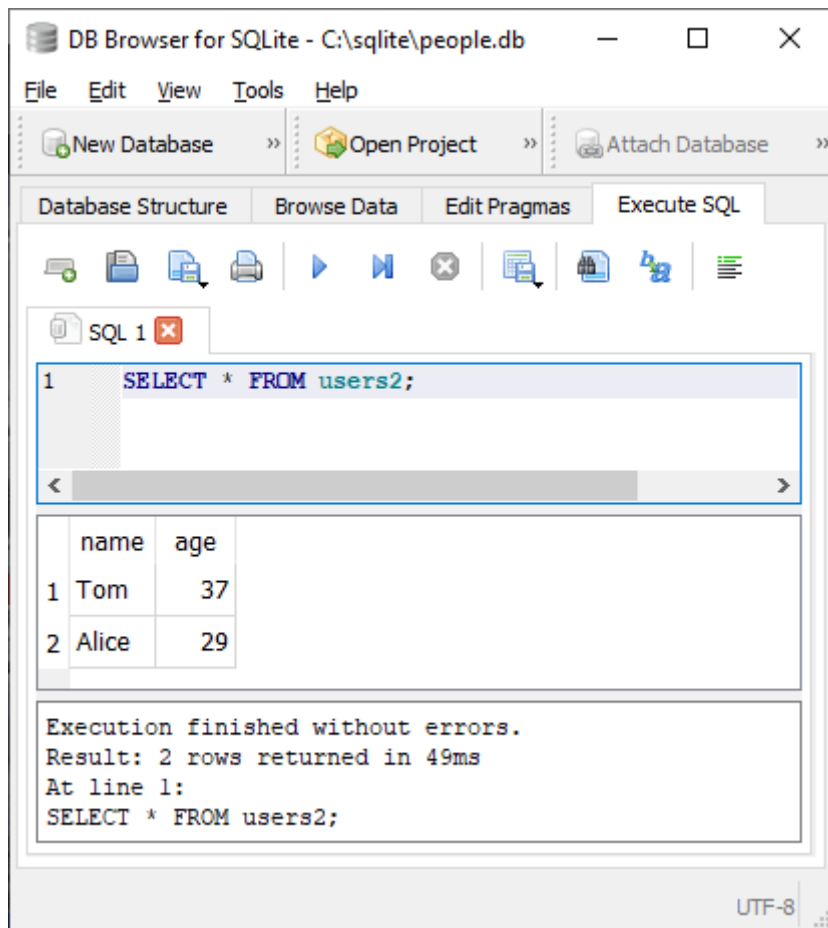 DB Browser for SQLite - C:\sqlite\people.db
File Edit View Tools Help
New Database » Open Project » Attach Database »
Database Structure Browse Data Edit Pragmas Execute SQL
SQL 1
1 SELECT * FROM users2;
name age
1 Tom 37
2 Alice 29
Execution finished without errors.
Result: 2 rows returned in 49ms
At line 1:
SELECT * FROM users2;
UTF-8